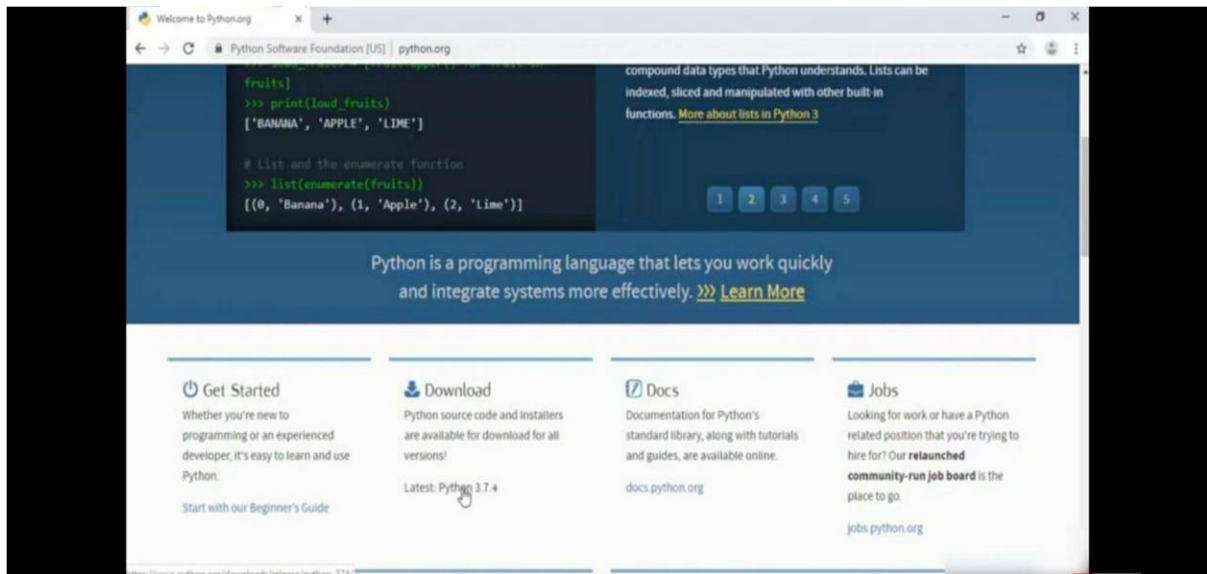 Welcome to Python.org
Python Software Foundation [US] | python.org
fruits]
>>> print(loud_fruits)
['BANANA', 'APPLE', 'LIME']
# List and the enumerate function
>>> list(enumerate(fruits))
[(0, 'Banana'), (1, 'Apple'), (2, 'Lime')]
compound data types that Python understands. Lists can be
indexed, sliced and manipulated with other built-in
functions. More about lists in Python 3
1 2 3 4 5
Python is a programming language that lets you work quickly
and integrate systems more effectively. >>> Learn More
Get Started
Whether you're new to
programming or an experienced
developer, it's easy to learn and use
Python.
Start with our Beginner's Guide
Download
Python source code and installers
are available for download for all
versions!
Latest: Python 3.7.4
Docs
Documentation for Python's
standard library, along with tutorials
and guides, are available online.
docs.python.org
Jobs
Looking for work or have a Python
related position that you're trying to
hire for? Our relaunched
community-run job board is the
place to go.
jobs.python.org